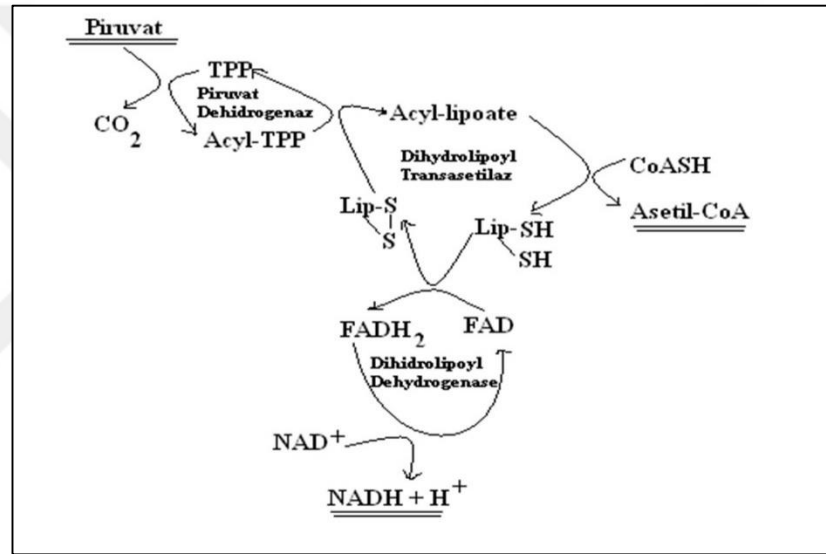 Piruvat
TPP
Piruvat
Dehidrogenaz
CO2
Acyl-TPP
Acyl-lipoate
Dihydrolipoyl
Transasetilaz
CoASH
Lip-S
S
Asetil-CoA
Lip-SH
SH
FADH2
FAD
Dihidrolipoyl
Dehydrogenase
NAD+
NADH + H+